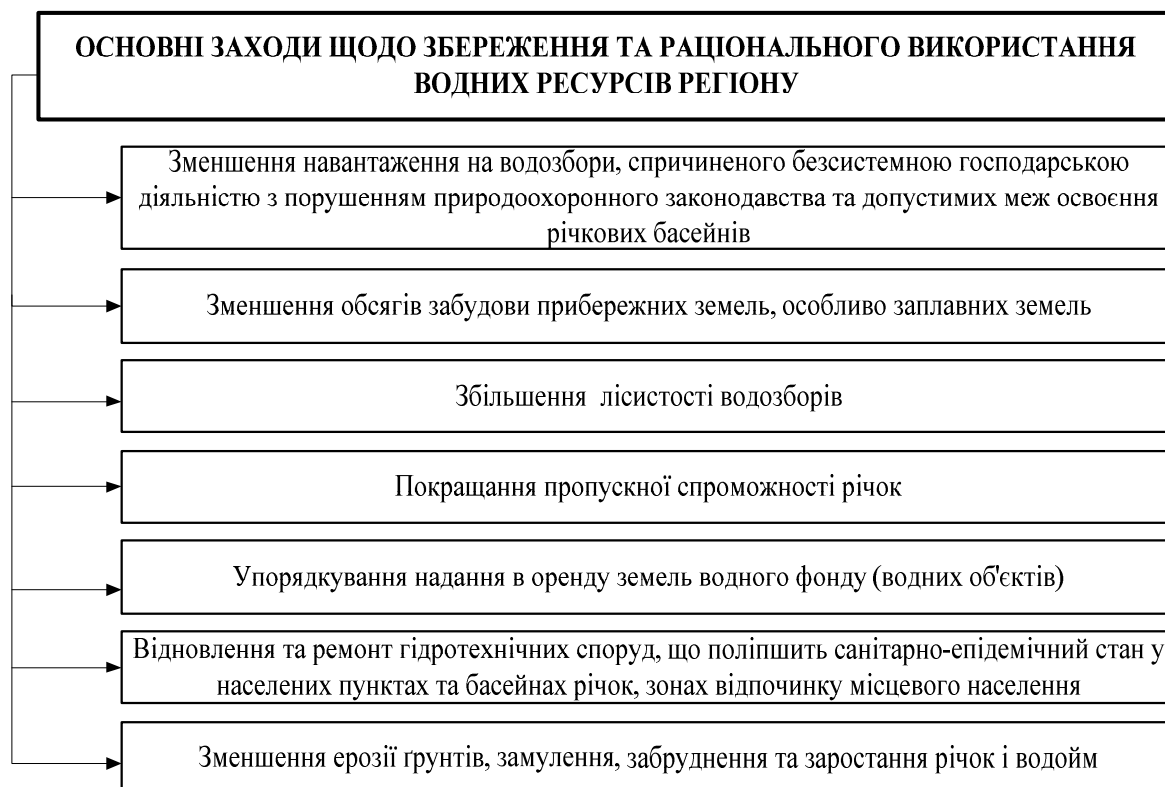 ОСНОВНІ ЗАХОДИ ЩОДО ЗБЕРЕЖЕННЯ ТА РАЦІОНАЛЬНОГО ВИКОРИСТАННЯ
ВОДНИХ РЕСУРСІВ РЕГІОНУ
Зменшення навантаження на водозбори, спричиненого безсистемною господарською
діяльністю з порушенням природоохоронного законодавства та допустимих меж освоєння
річкових басейнів
Зменшення обсягів забудови прибережних земель, особливо заплавних земель
Збільшення лісистості водозборів
Покращання пропускної спроможності річок
Упорядкування надання в оренду земель водного фонду (водних об'єктів)
Відновлення та ремонт гідротехнічних споруд, що поліпшить санітарно-епідемічний стан у
населених пунктах та басейнах річок, зонах відпочинку місцевого населення
Зменшення ерозії ґрунтів, замулення, забруднення та заростання річок і водойм